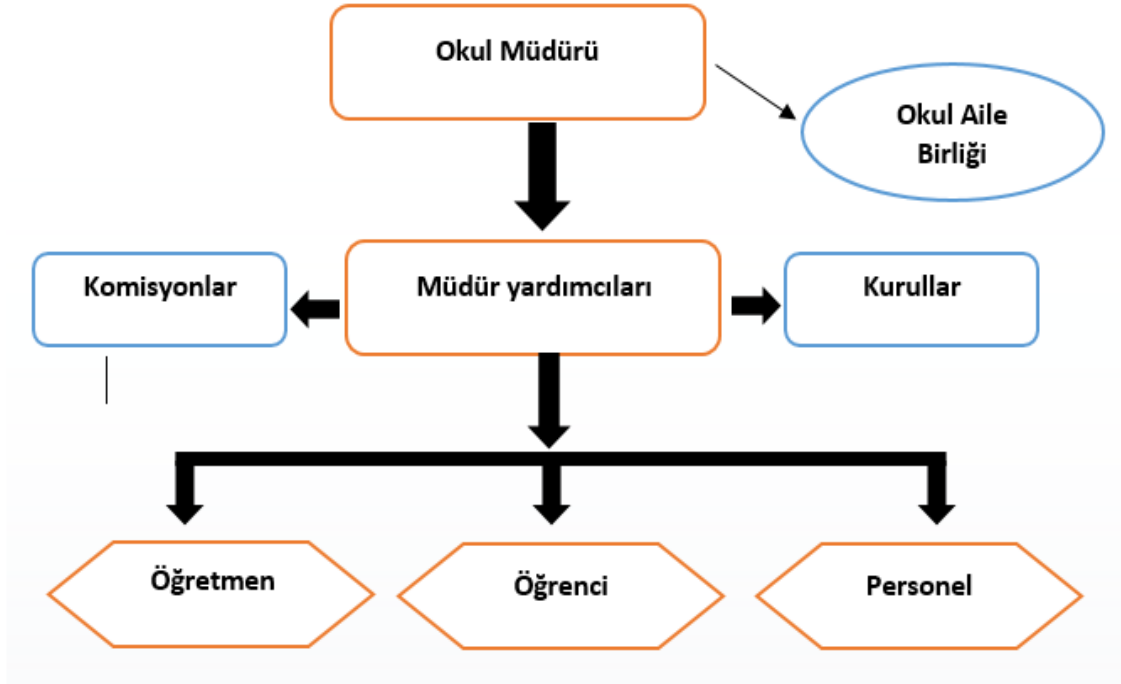 Okul Müdürü
Okul Aile
Birliği
Komisyonlar
Müdür yardımcıları
Kurullar
Öğretmen
Öğrenci
Personel